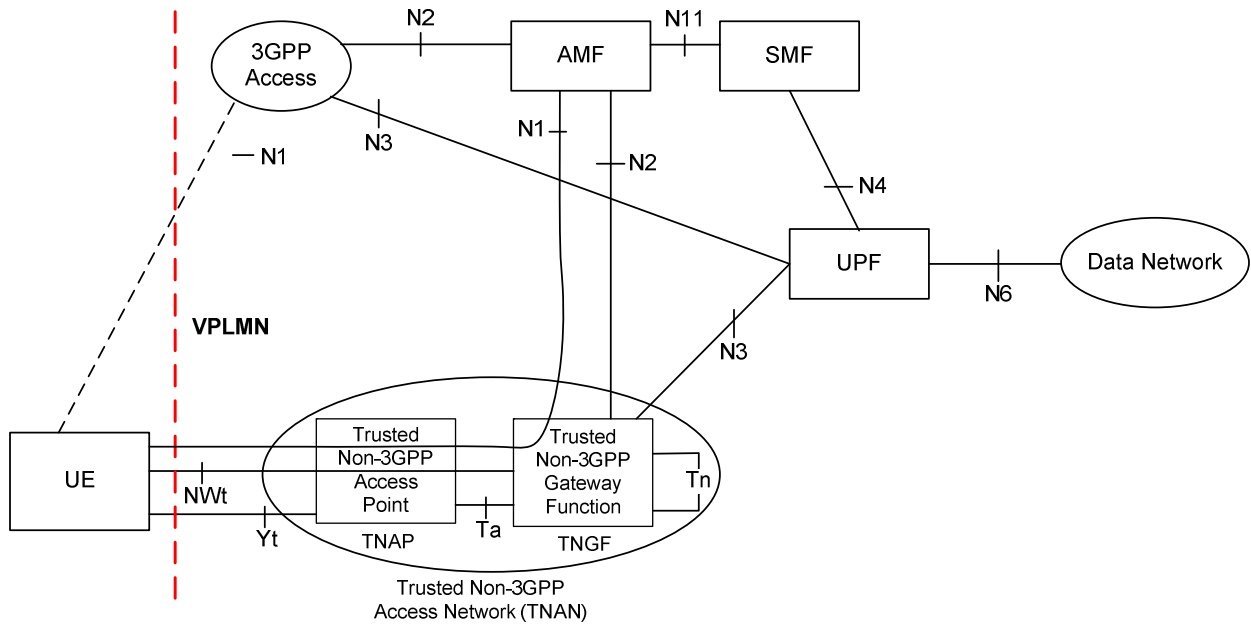 N2
N11
3GPP
Access
AMF
SMF
N3
N1
N1
N2
N4
UPF
Data Network
N6
VPLMN
N3
UE
Trusted
Non-3GPP
Access
Point
Trusted
Non-3GPP
Gateway
Function
Tn
NWt
Yt
Ta
TNAP
TNGF
Trusted Non-3GPP
Access Network (TNAN)